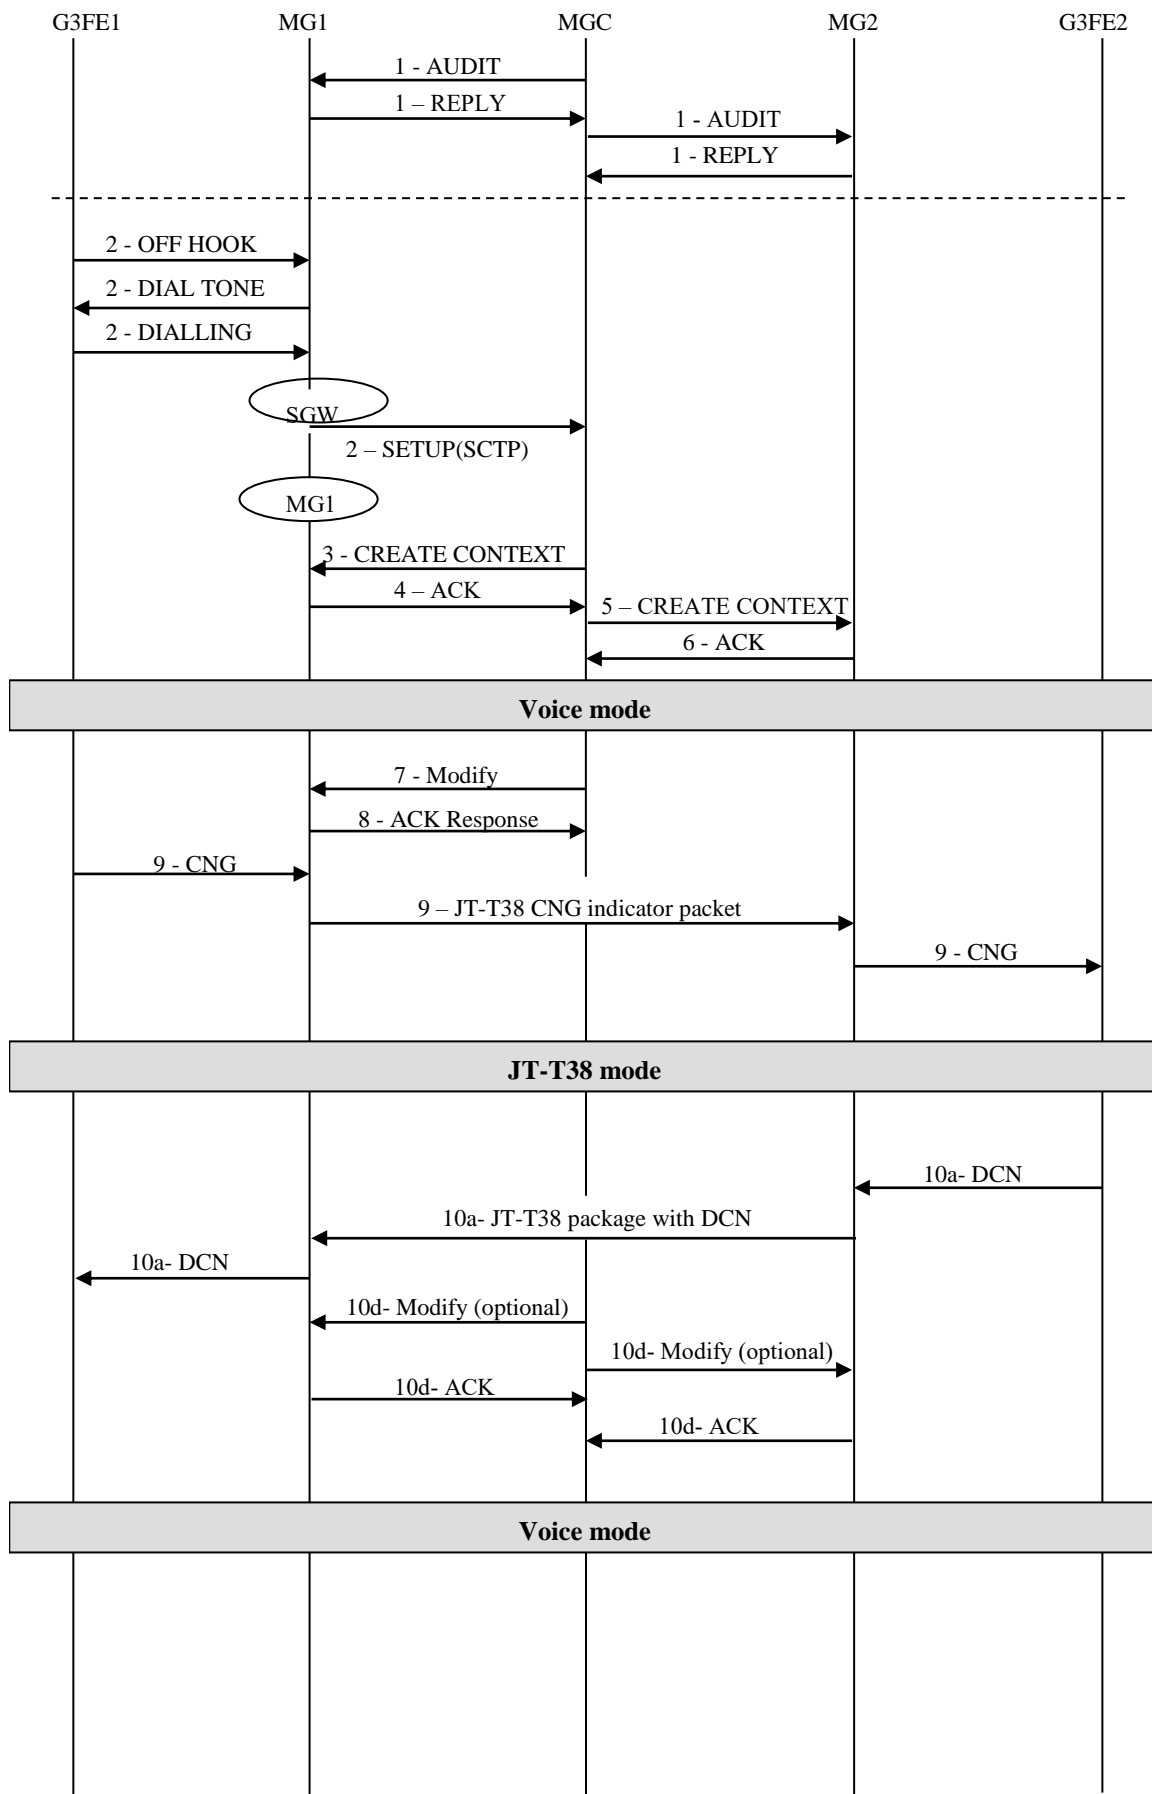 G3FE1 MG1 MGC MG2 G3FE2
1 - AUDIT
1 – REPLY
1 - AUDIT
1 - REPLY
2 - OFF HOOK
2 - DIAL TONE
2 - DIALLING
SGW
2 – SETUP(SCTP)
MG1
3 - CREATE CONTEXT
4 – ACK
5 – CREATE CONTEXT
6 - ACK
Voice mode
7 - Modify
8 - ACK Response
9 - CNG
9 – JT-T38 CNG indicator packet
9 - CNG
JT-T38 mode
10a- DCN
10a- JT-T38 package with DCN
10a- DCN
10d- Modify (optional)
10d- Modify (optional)
10d- ACK
10d- ACK
Voice mode